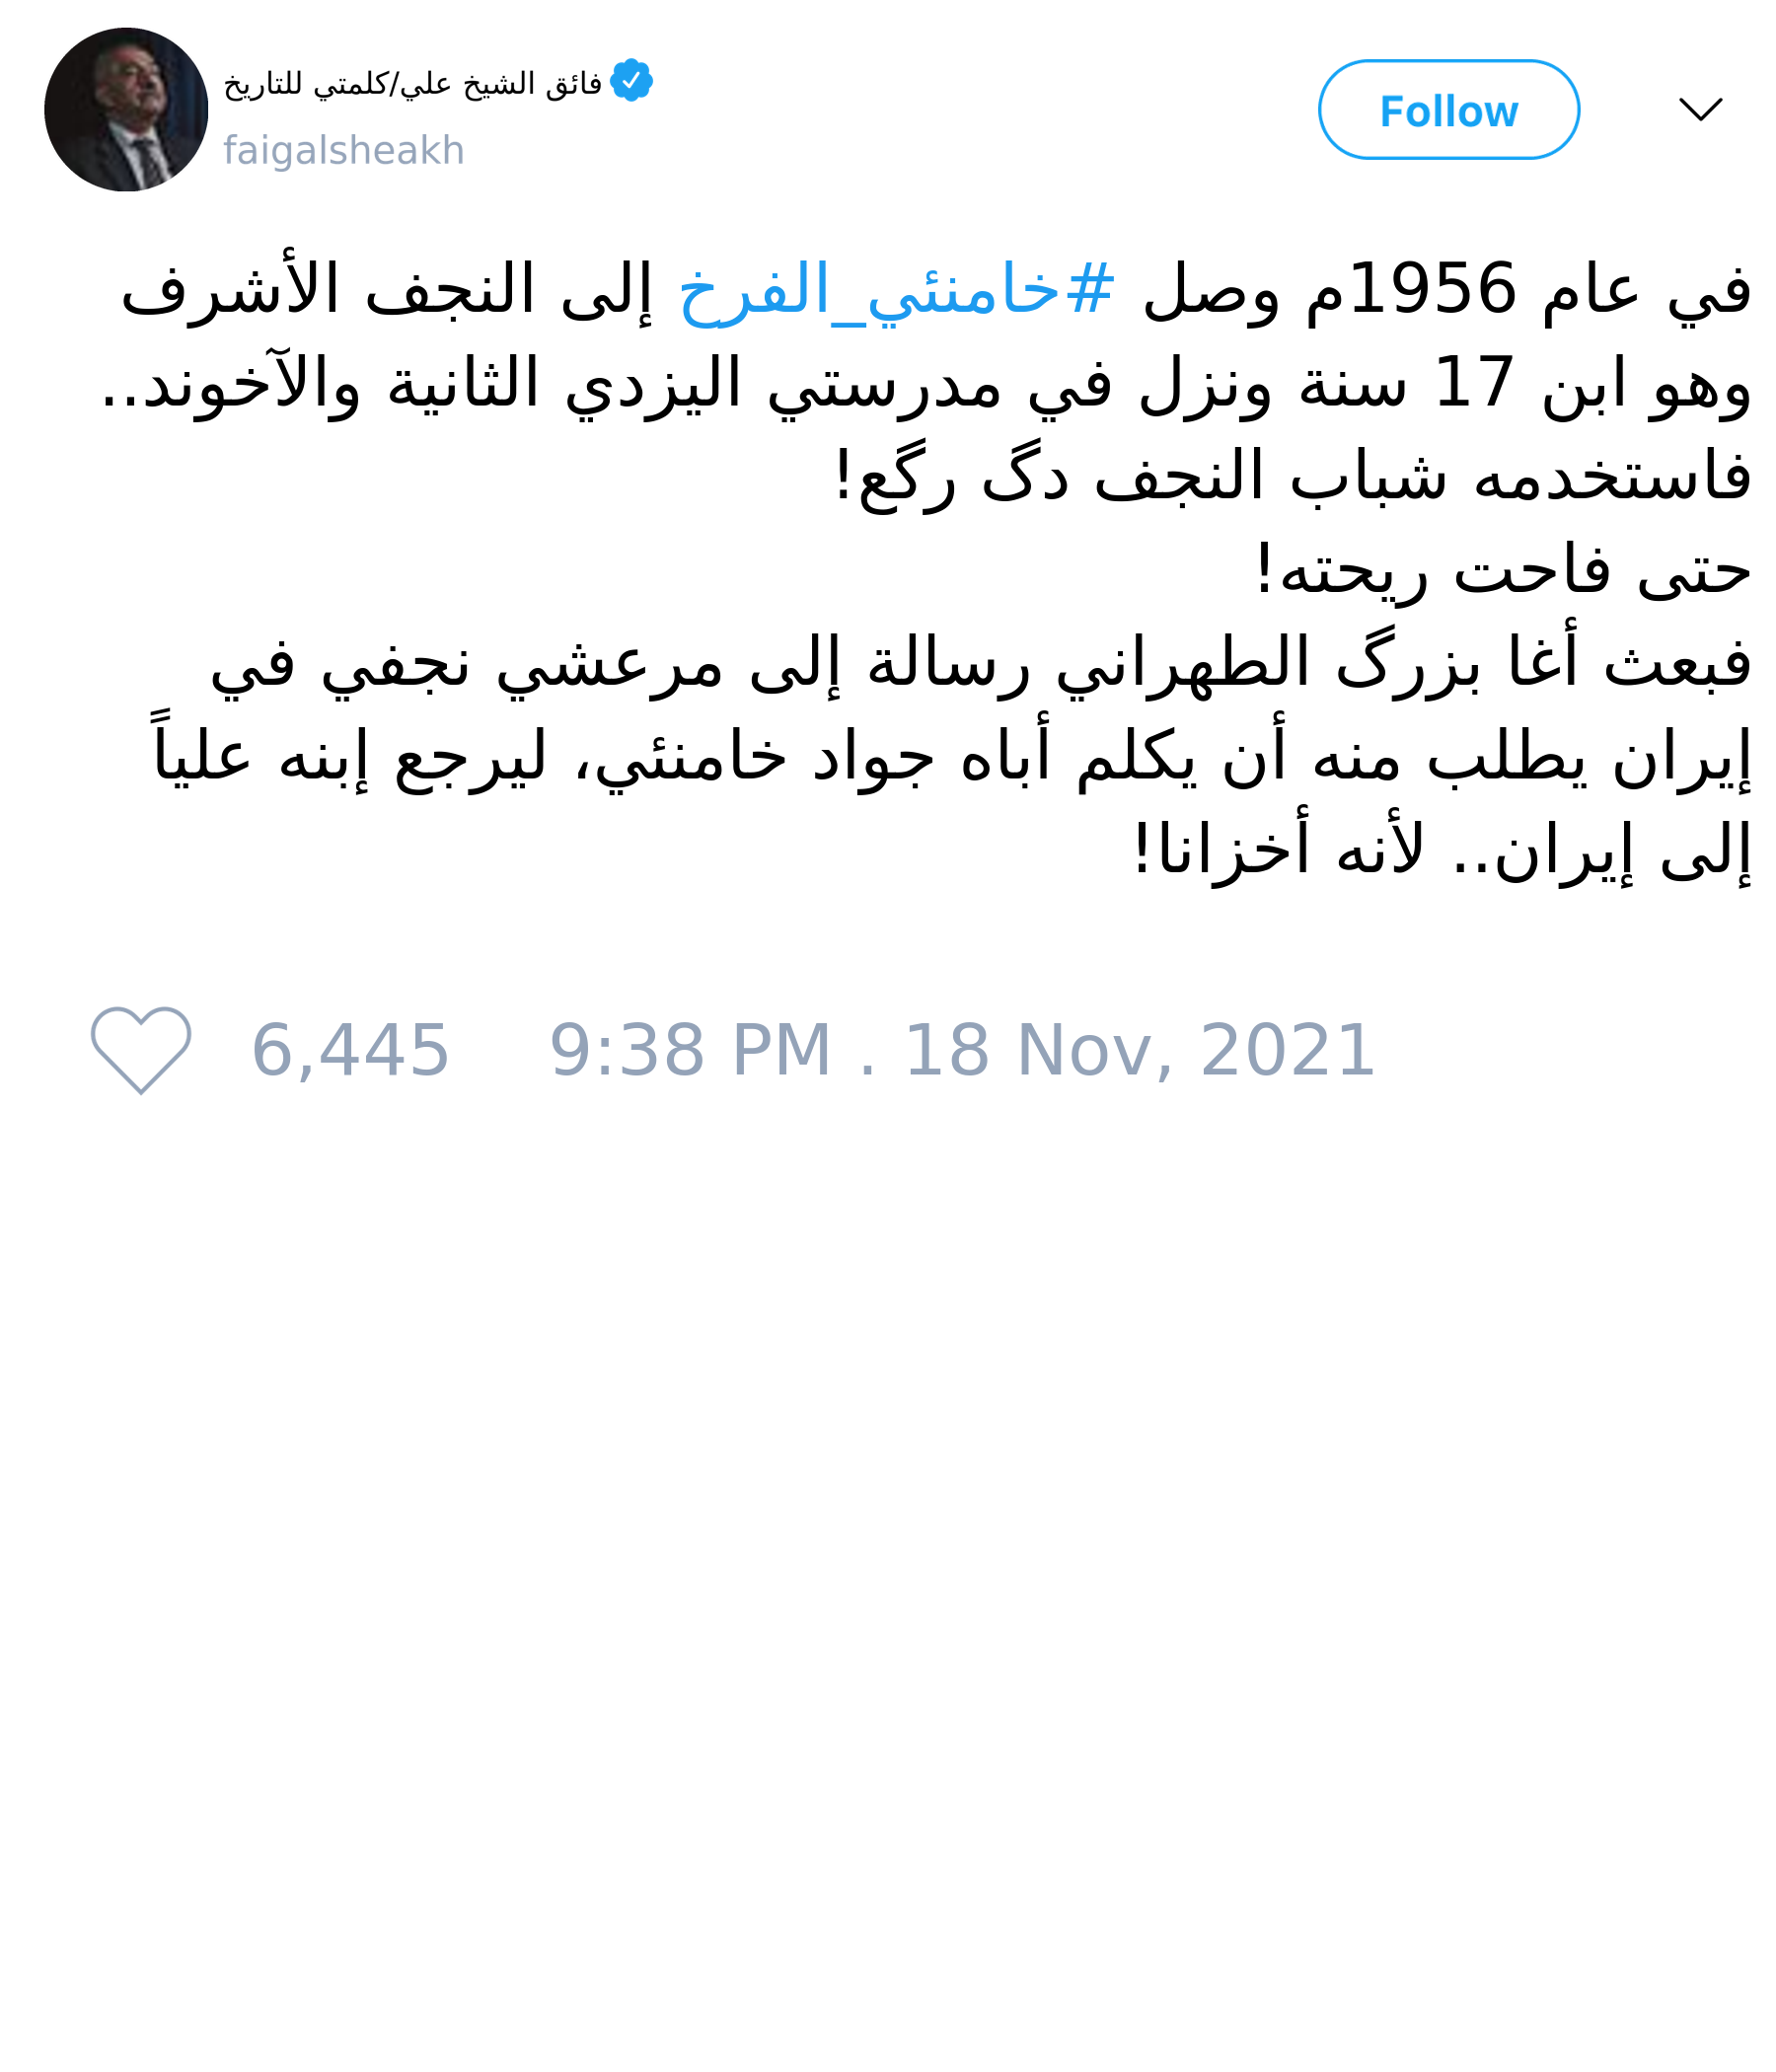 فائق الشيخ علي/كلمتي للتاريخ
faigalsheakh
Follow
في عام 1956م وصل #خامنئي_الفرخ إلى النجف الأشرف
وهو ابن 17 سنة ونزل في مدرستي اليزدي الثانية والآخوند..
فاستخدمه شباب النجف دگ رگع!
حتى فاحت ريحته!
فبعث أغا بزرگ الطهراني رسالة إلى مرعشي نجفي في
إيران يطلب منه أن يكلم أباه جواد خامنئي، ليرجع إبنه علياً
إلى إيران.. لأنه أخزانا!
6,445 9:38 PM . 18 Nov, 2021